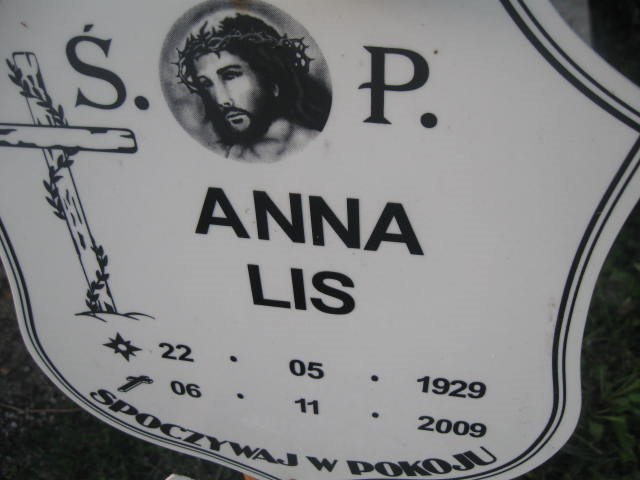 Ś. P.
ANNA
LIS
22 . 05 . 1929
06 . 11 . 2009
SPOCZYWAJ W POKOJU